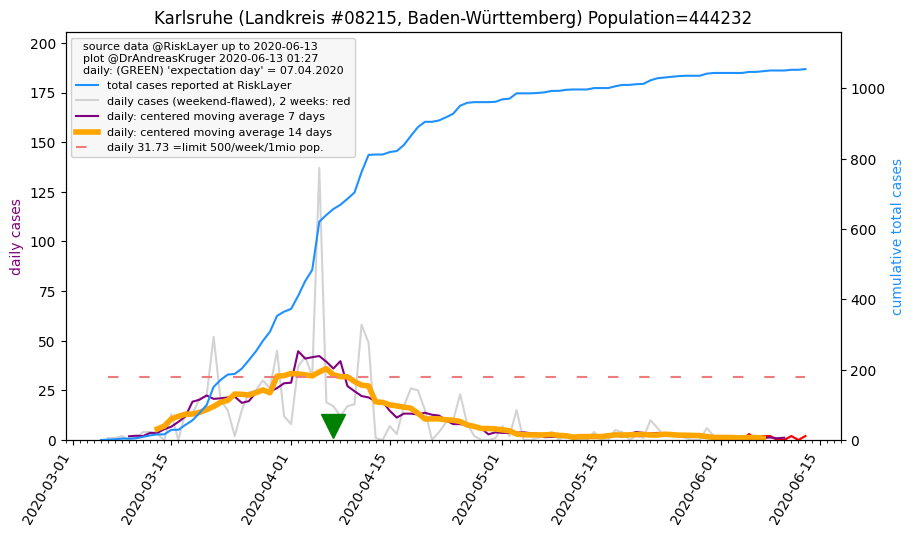 Karlsruhe (Landkreis #08215, Baden-Württemberg) Population=444232
source data @RiskLayer up to 2020-06-13
plot @DrAndreasKruger 2020-06-13 01:27
daily: (GREEN) 'expectation day' = 07.04.2020
total cases reported at RiskLayer
daily cases (weekend-flawed), 2 weeks: red
daily: centered moving average 7 days
daily: centered moving average 14 days
daily 31.73 =limit 500/week/1mio pop.
daily cases
200
175
150
125
100
75
50
25
0
1000
800
600
400
200
0
cumulative total cases
2020-03-01
2020-03-15
2020-04-01
2020-04-15
2020-05-01
2020-05-15
2020-06-01
2020-06-15